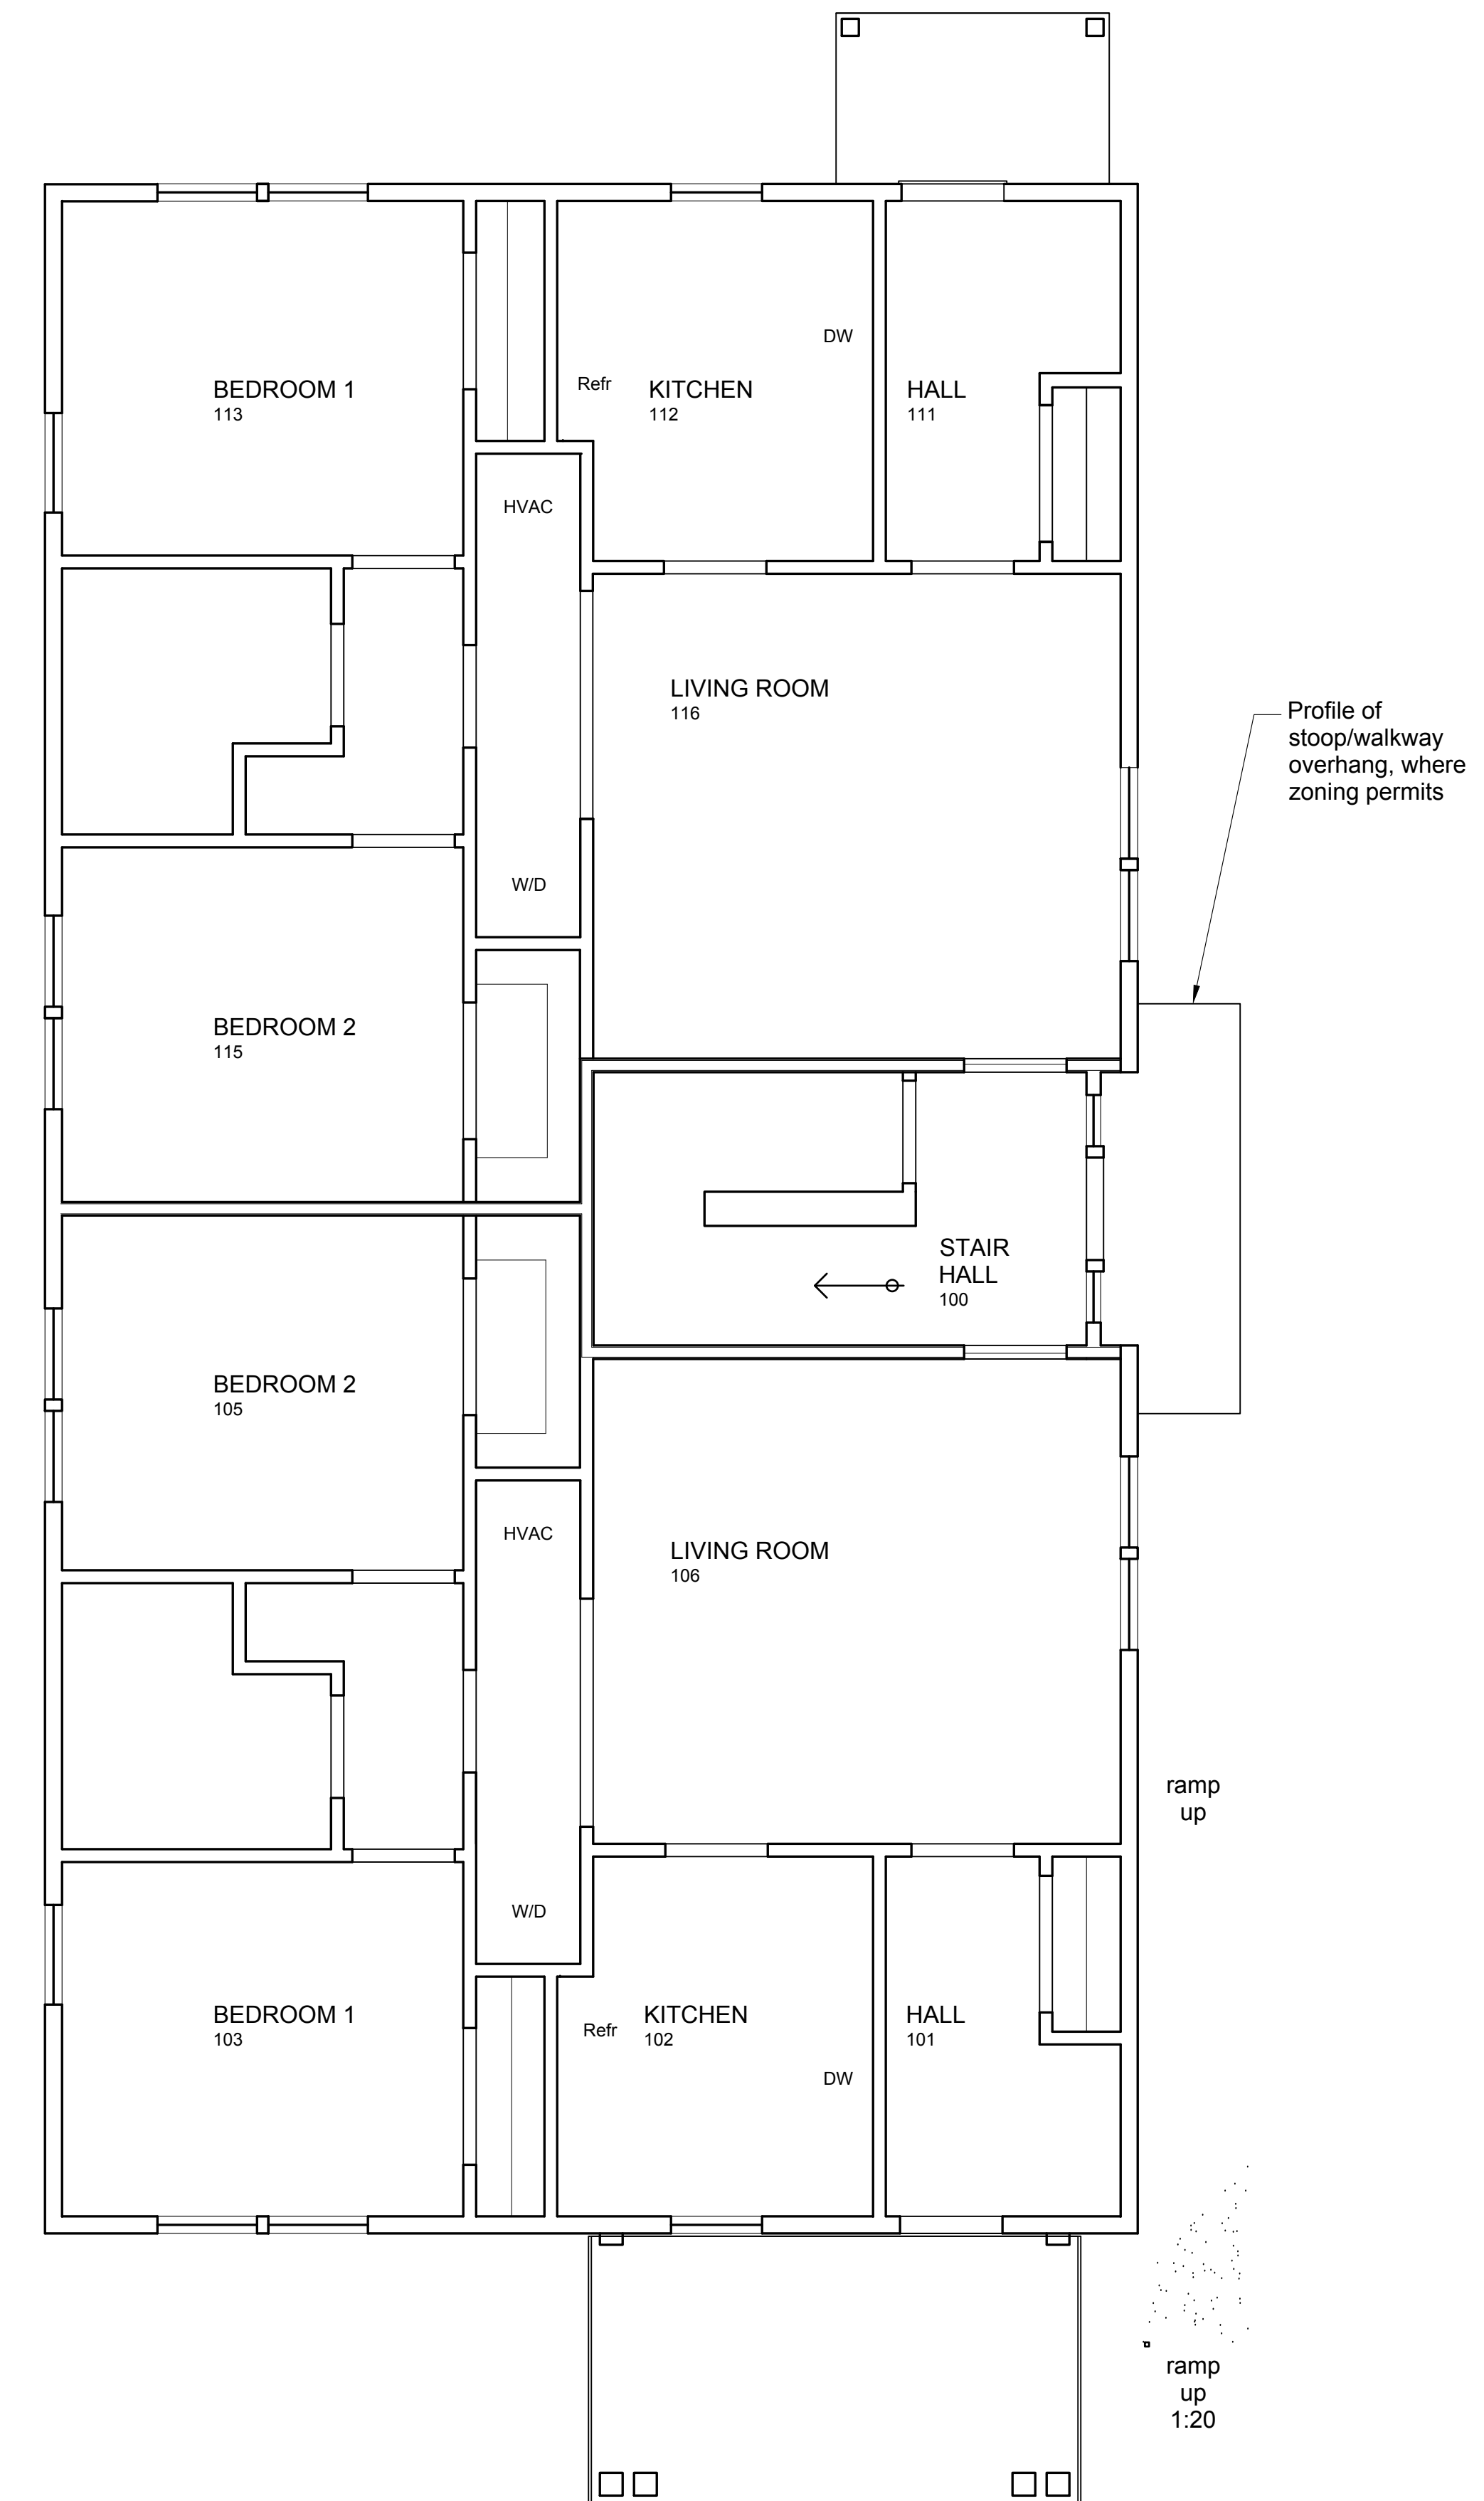 DW
Refr
BEDROOM 1
113
KITCHEN
112
HALL
111
HVAC
LIVING ROOM
116
Profile of
stoop/walkway
overhang, where
zoning permits
W/D
BEDROOM 2
115
STAIR
HALL
100
BEDROOM 2
105
HVAC
LIVING ROOM
106
ramp
up
W/D
BEDROOM 1
103
Refr
KITCHEN
102
HALL
101
DW
ramp
up
1:20